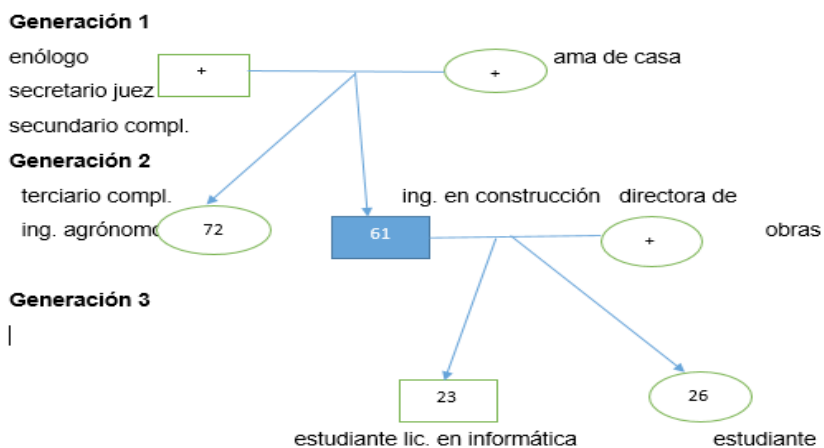 Generación 1
enólogo
+
+
ama de casa
secretario juez
secundario compl.
Generación 2
terciario compl.
ing. en construcción directora de
ing. agrónomo
72
61
+
obras
Generación 3
23
26
estudiante lic. en informática
estudiante